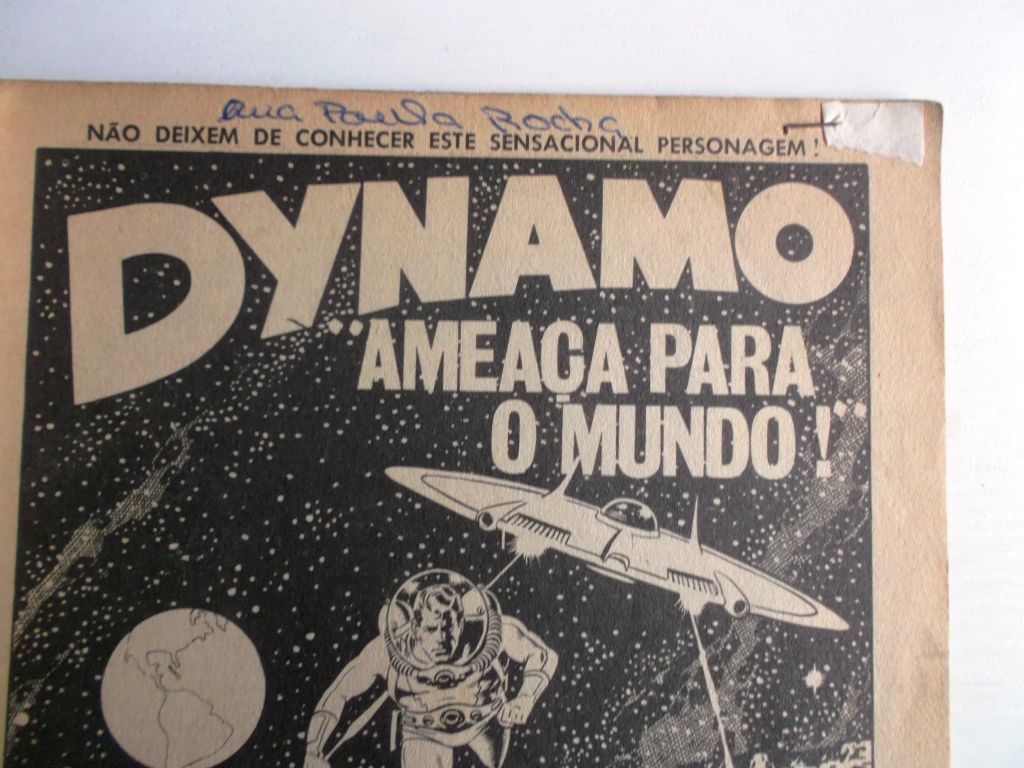 Ana Paula Rocha
NÃO DEIXEM DE CONHECER ESTE SENSACIONAL PERSONAGEM!
DYNAMO
"AMEAÇA PARA
O MUNDO!"